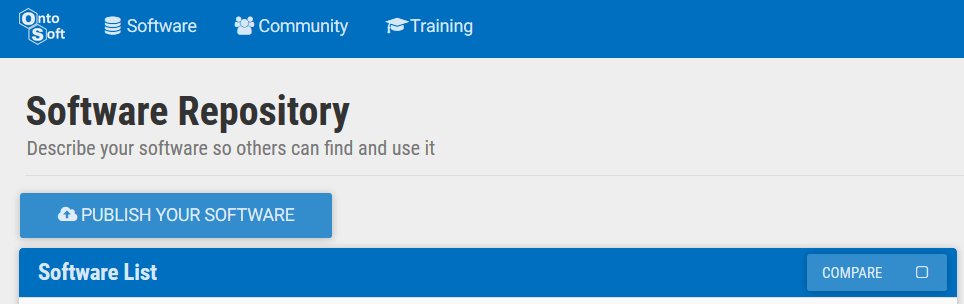 Onto
Soft
Software
Community
Training
Software Repository
Describe your software so others can find and use it
PUBLISH YOUR SOFTWARE
Software List
COMPARE